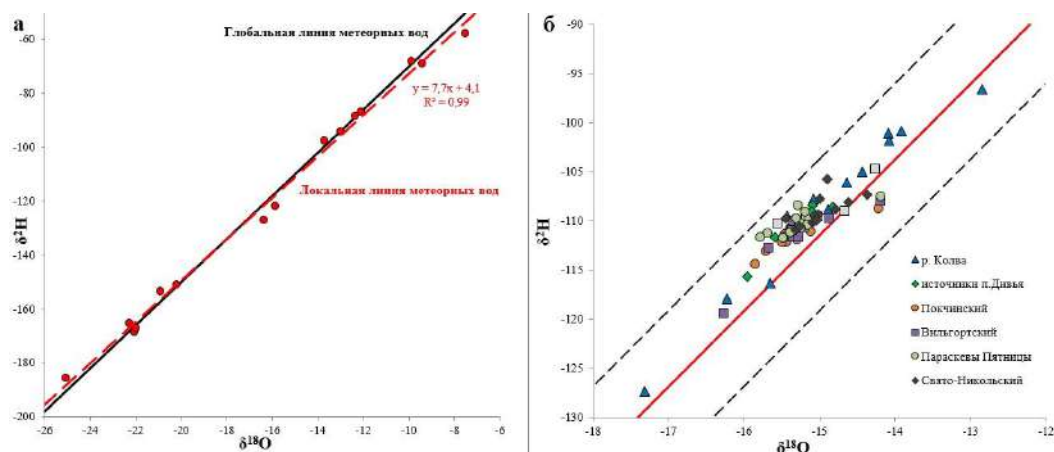 а
Глобальная линия метеорных вод
y = 7,7x + 4,1
R² = 0,99
Локальная линия метеорных вод
δ²H
-60
-80
-100
-120
-140
-160
-180
-200
-26
-24
-22
-20
-18
-16
-14
-12
-10
-8
-6
δ¹⁸O
б
δ²H
-90
-95
-100
-105
-110
-115
-120
-125
-130
-18
-17
-16
-15
-14
-13
-12
δ¹⁸O
р. Колва
источники п.Дивья
Покчинский
Вильгортский
Параскевы Пятницы
Свято-Никольский